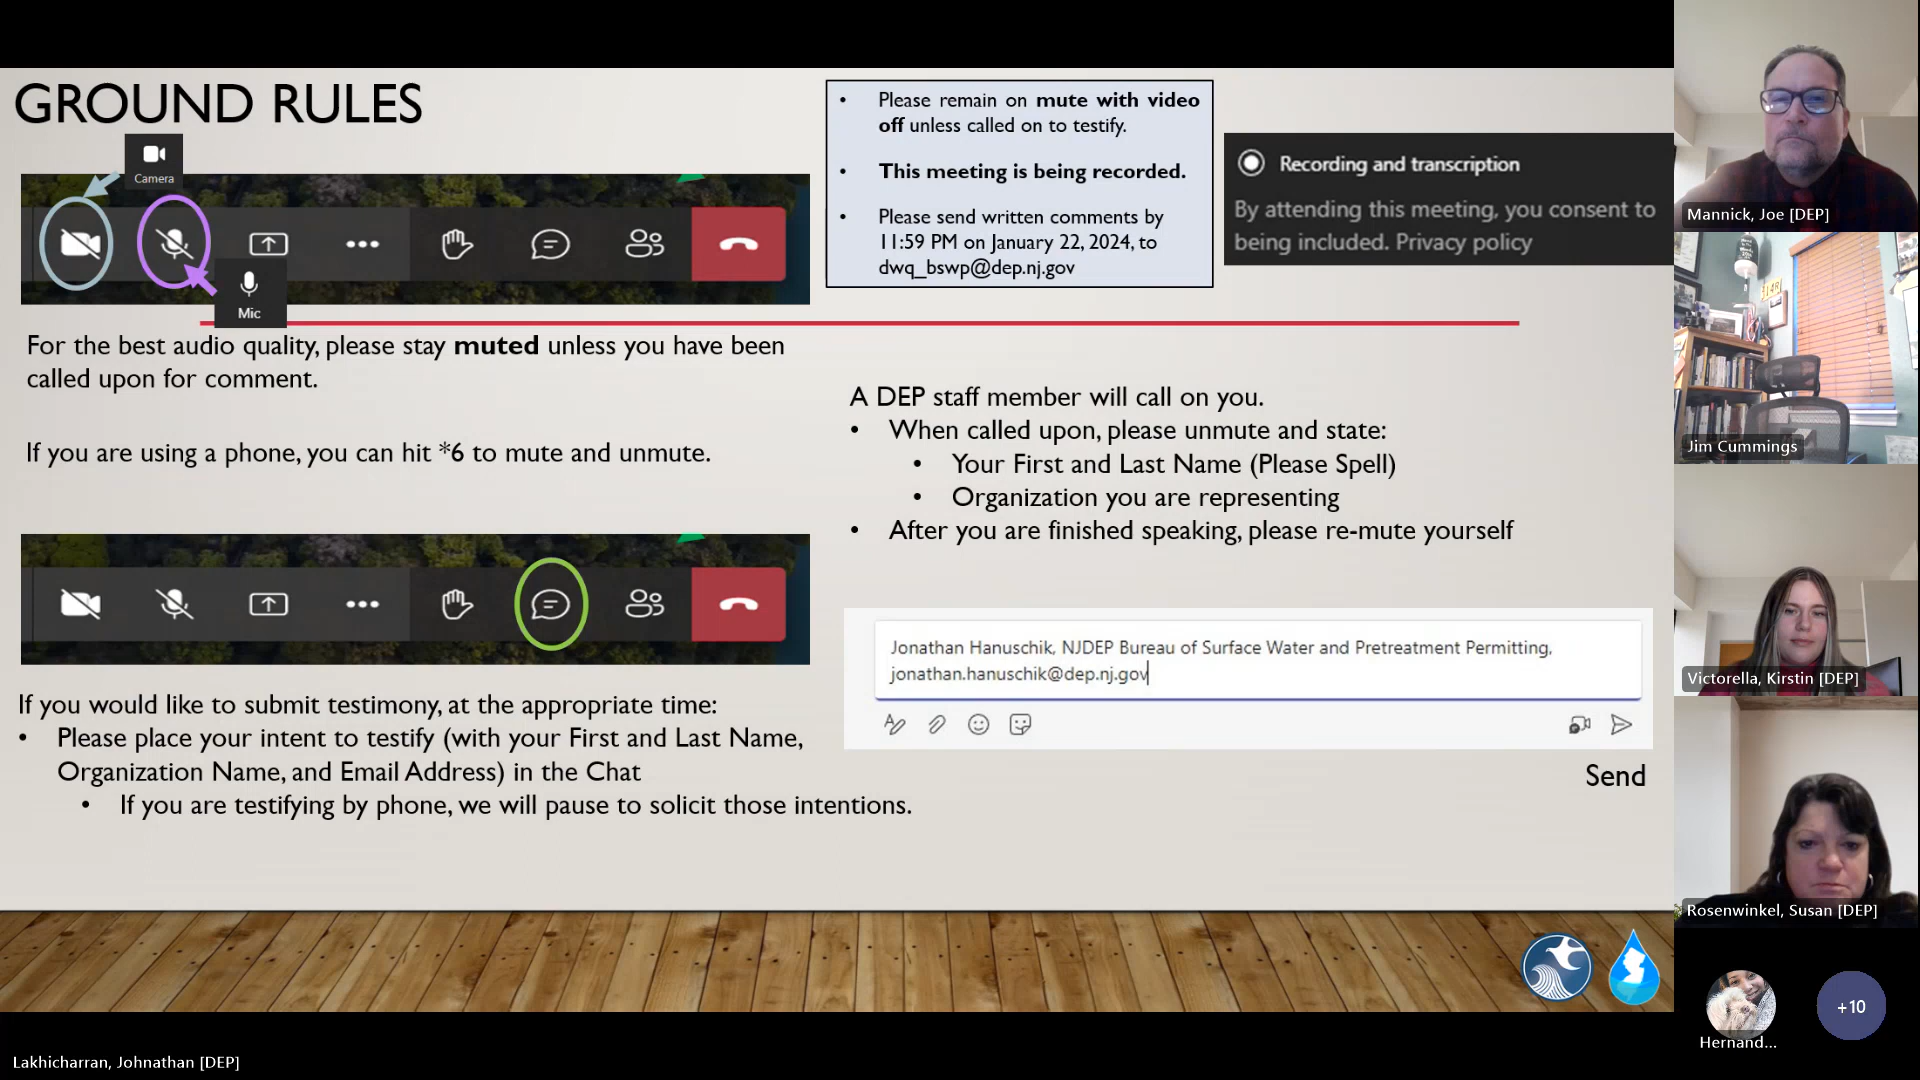 GROUND RULES
Camera
Mic
• Please remain on mute with video
off unless called on to testify.
• This meeting is being recorded.
• Please send written comments by
11:59 PM on January 22, 2024, to
dwq_bswp@dep.nj.gov
Recording and transcription
By attending this meeting, you consent to
being included. Privacy policy
For the best audio quality, please stay muted unless you have been
called upon for comment.
If you are using a phone, you can hit *6 to mute and unmute.
A DEP staff member will call on you.
• When called upon, please unmute and state:
• Your First and Last Name (Please Spell)
• Organization you are representing
• After you are finished speaking, please re-mute yourself
If you would like to submit testimony, at the appropriate time:
• Please place your intent to testify (with your First and Last Name,
Organization Name, and Email Address) in the Chat
• If you are testifying by phone, we will pause to solicit those intentions.
Jonathan Hanuschik, NJDEP Bureau of Surface Water and Pretreatment Permitting,
jonathan.hanuschik@dep.nj.gov
Send
Mannick, Joe [DEP]
Jim Cummings
Victorella, Kirstin [DEP]
Rosenwinkel, Susan [DEP]
Hernand...
+10
Lakhicharran, Johnathan [DEP]